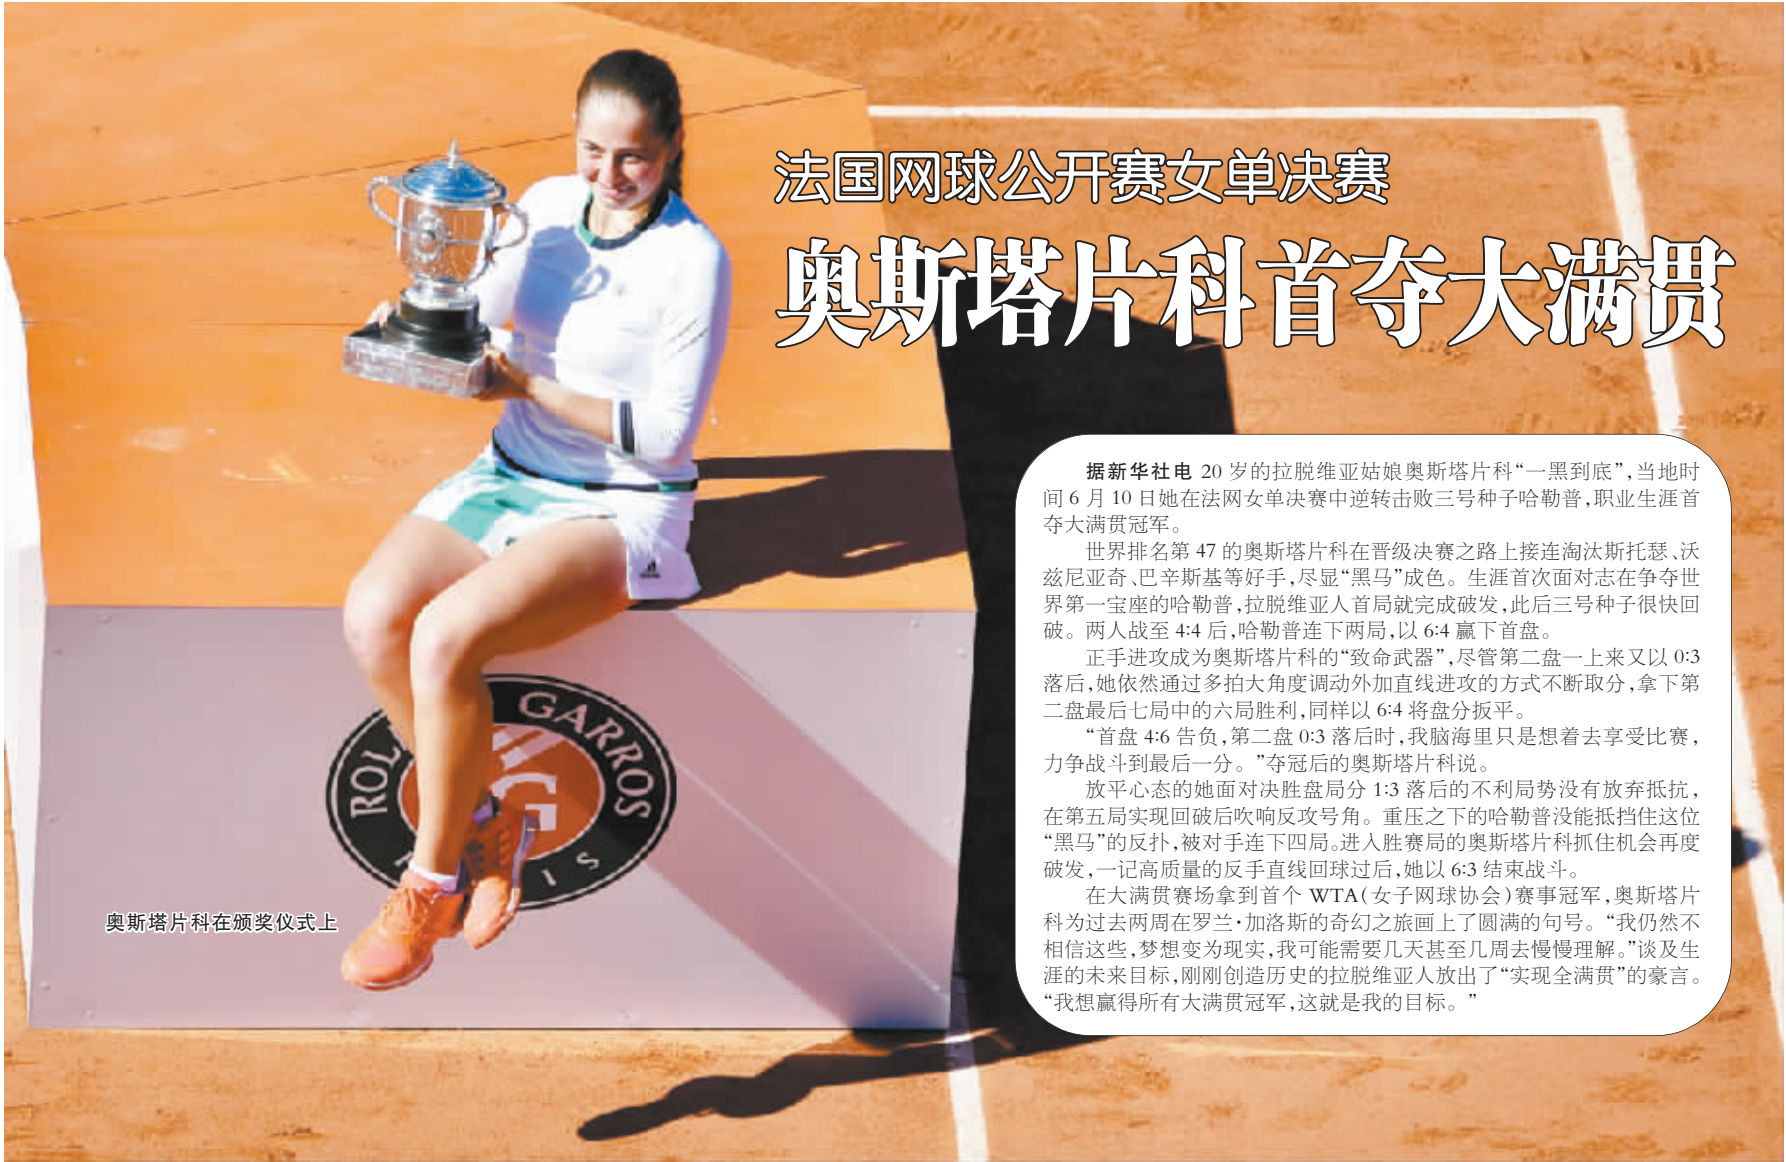 法国网球公开赛女单决赛
奥斯塔片科首夺大满贯
据新华社电 20 岁的拉脱维亚姑娘奥斯塔片科“一黑到底”,当地时
间 6 月 10 日她在法网女单决赛中逆转击败三号种子哈勒普,职业生涯首
夺大满贯冠军。
世界排名第 47 的奥斯塔片科在晋级决赛之路上接连淘汰斯托瑟、沃
兹尼亚奇、巴辛斯基等好手,尽显“黑马”成色。生涯首次面对志在争夺世
界第一宝座的哈勒普,拉脱维亚人首局就完成破发,此后三号种子很快回
破。两人战至 4:4 后,哈勒普连下两局,以 6:4 赢下首盘。
正手进攻成为奥斯塔片科的“致命武器”,尽管第二盘一上来又以 0:3
落后,她依然通过多拍大角度调动外加直线进攻的方式不断取分,拿下第
二盘最后七局中的六局胜利,同样以 6:4 将盘分扳平。
“首盘 4:6 告负,第二盘 0:3 落后时,我脑海里只是想着去享受比赛,
力争战斗到最后一分。”夺冠后的奥斯塔片科说。
放平心态的她面对决胜盘局分 1:3 落后的不利局势没有放弃抵抗,
在第五局实现回破后吹响反攻号角。重压之下的哈勒普没能抵挡住这位
“黑马”的反扑,被对手连下四局。进入胜赛局的奥斯塔片科抓住机会再度
破发,一记高质量的反手直线回球过后,她以 6:3 结束战斗。
在大满贯赛场拿到首个 WTA(女子网球协会)赛事冠军,奥斯塔片
科为过去两周在罗兰·加洛斯的奇幻之旅画上了圆满的句号。“我仍然不
相信这些,梦想变为现实,我可能需要几天甚至几周去慢慢理解。”谈及生
涯的未来目标,刚刚创造历史的拉脱维亚人放出了“实现全满贯”的豪言。
“我想赢得所有大满贯冠军,这就是我的目标。”
奥斯塔片科在颁奖仪式上
ROL
GARROS
IS